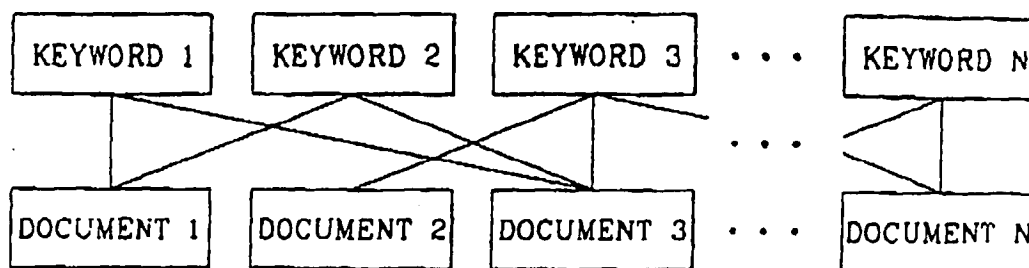 KEYWORD 1 KEYWORD 2 KEYWORD 3 . . . KEYWORD N
. . .
DOCUMENT 1 DOCUMENT 2 DOCUMENT 3 . . . DOCUMENT N